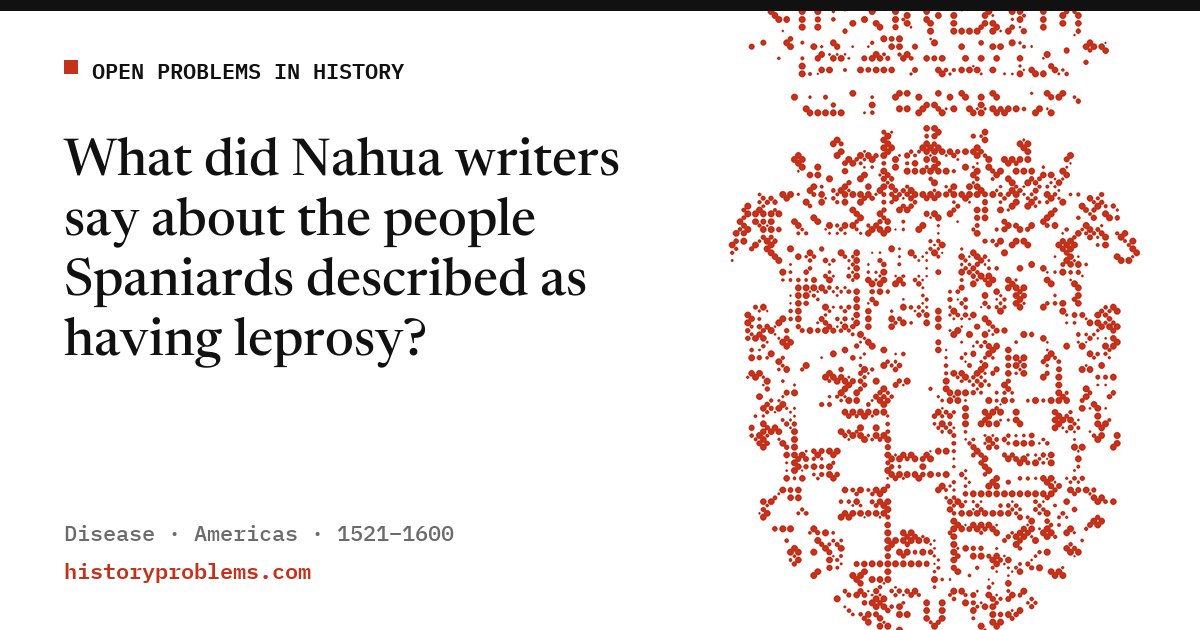 OPEN PROBLEMS IN HISTORY
What did Nahua writers
say about the people
Spaniards described as
having leprosy?
Disease · Americas · 1521–1600
historyproblems.com